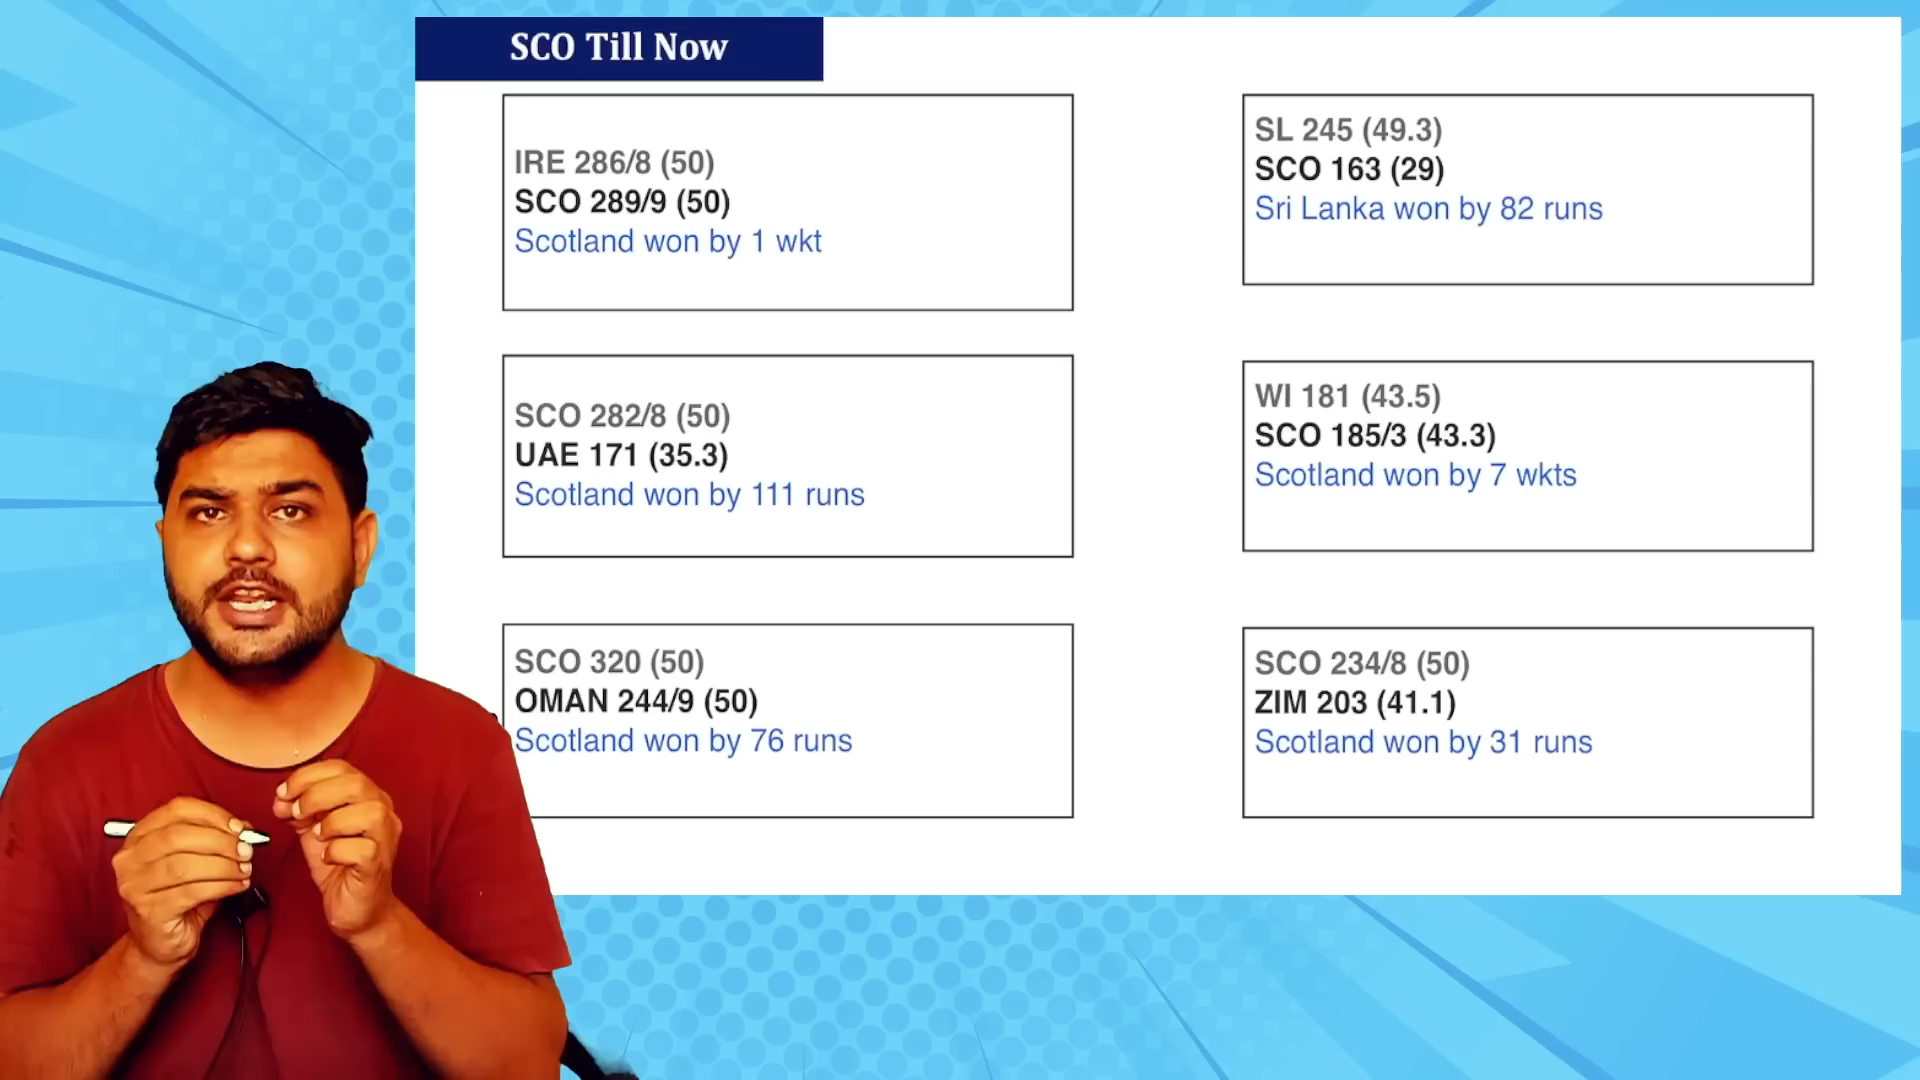 SCO Till Now
IRE 286/8 (50)
SCO 289/9 (50)
Scotland won by 1 wkt
SCO 282/8 (50)
UAE 171 (35.3)
Scotland won by 111 runs
SCO 320 (50)
OMAN 244/9 (50)
Scotland won by 76 runs
SL 245 (49.3)
SCO 163 (29)
Sri Lanka won by 82 runs
WI 181 (43.5)
SCO 185/3 (43.3)
Scotland won by 7 wkts
SCO 234/8 (50)
ZIM 203 (41.1)
Scotland won by 31 runs